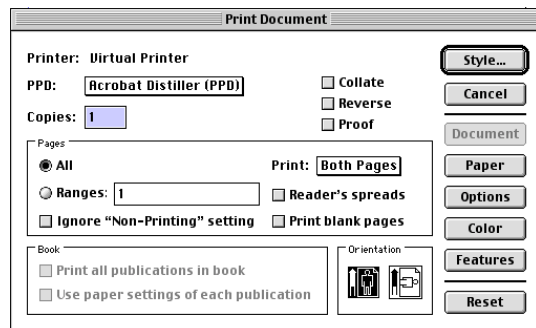 Print Document
Printer: Virtual Printer
PPD: Acrobat Distiller (PPD)
Copies: 1
Collate
Reverse
Proof
Pages
All
Print: Both Pages
Ranges: 1
Reader's spreads
Ignore “Non-Printing” setting
Print blank pages
Book
Print all publications in book
Use paper settings of each publication
Orientation
Style...
Cancel
Document
Paper
Options
Color
Features
Reset